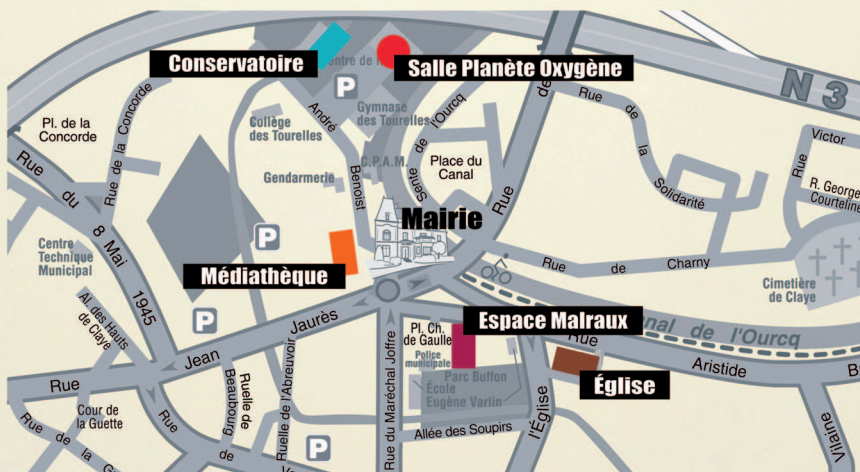 Conservatoire
Salle Planète Oxygène
N 3
P
Pl. de la
Concorde
Rue de la Concorde
Collège
des Tourelles
Gymnase
des Tourelles
André
Benoist
C.P.A.M.
Gendarmerie
Sente de l'Ourcq
Place du
Canal
Rue de
Rue de la Solidarité
Victor
Rue
R. George
Courteline
Rue du 8 Mai 1945
Centre
Technique
Municipal
P
Mairie
Médiathèque
Rue de Charny
Cimetière
de Claye
Al. des Hauts
de Claye
P
Rue Jean Jaurès
Pl. Ch.
de Gaulle
Police
municipale
Espace Malraux
nal de l'Ourcq
Rue Aristide B
Église
Parc Buffon
École
Eugène Varlin
Cour de
la Guette
Rue de la G
Rue de V
Ruelle de
Beaubourg
Ruelle de l'Abreuvoir
P
Rue du Maréchal Joffre
Allée des Soupirs
l'Église
Vilaine